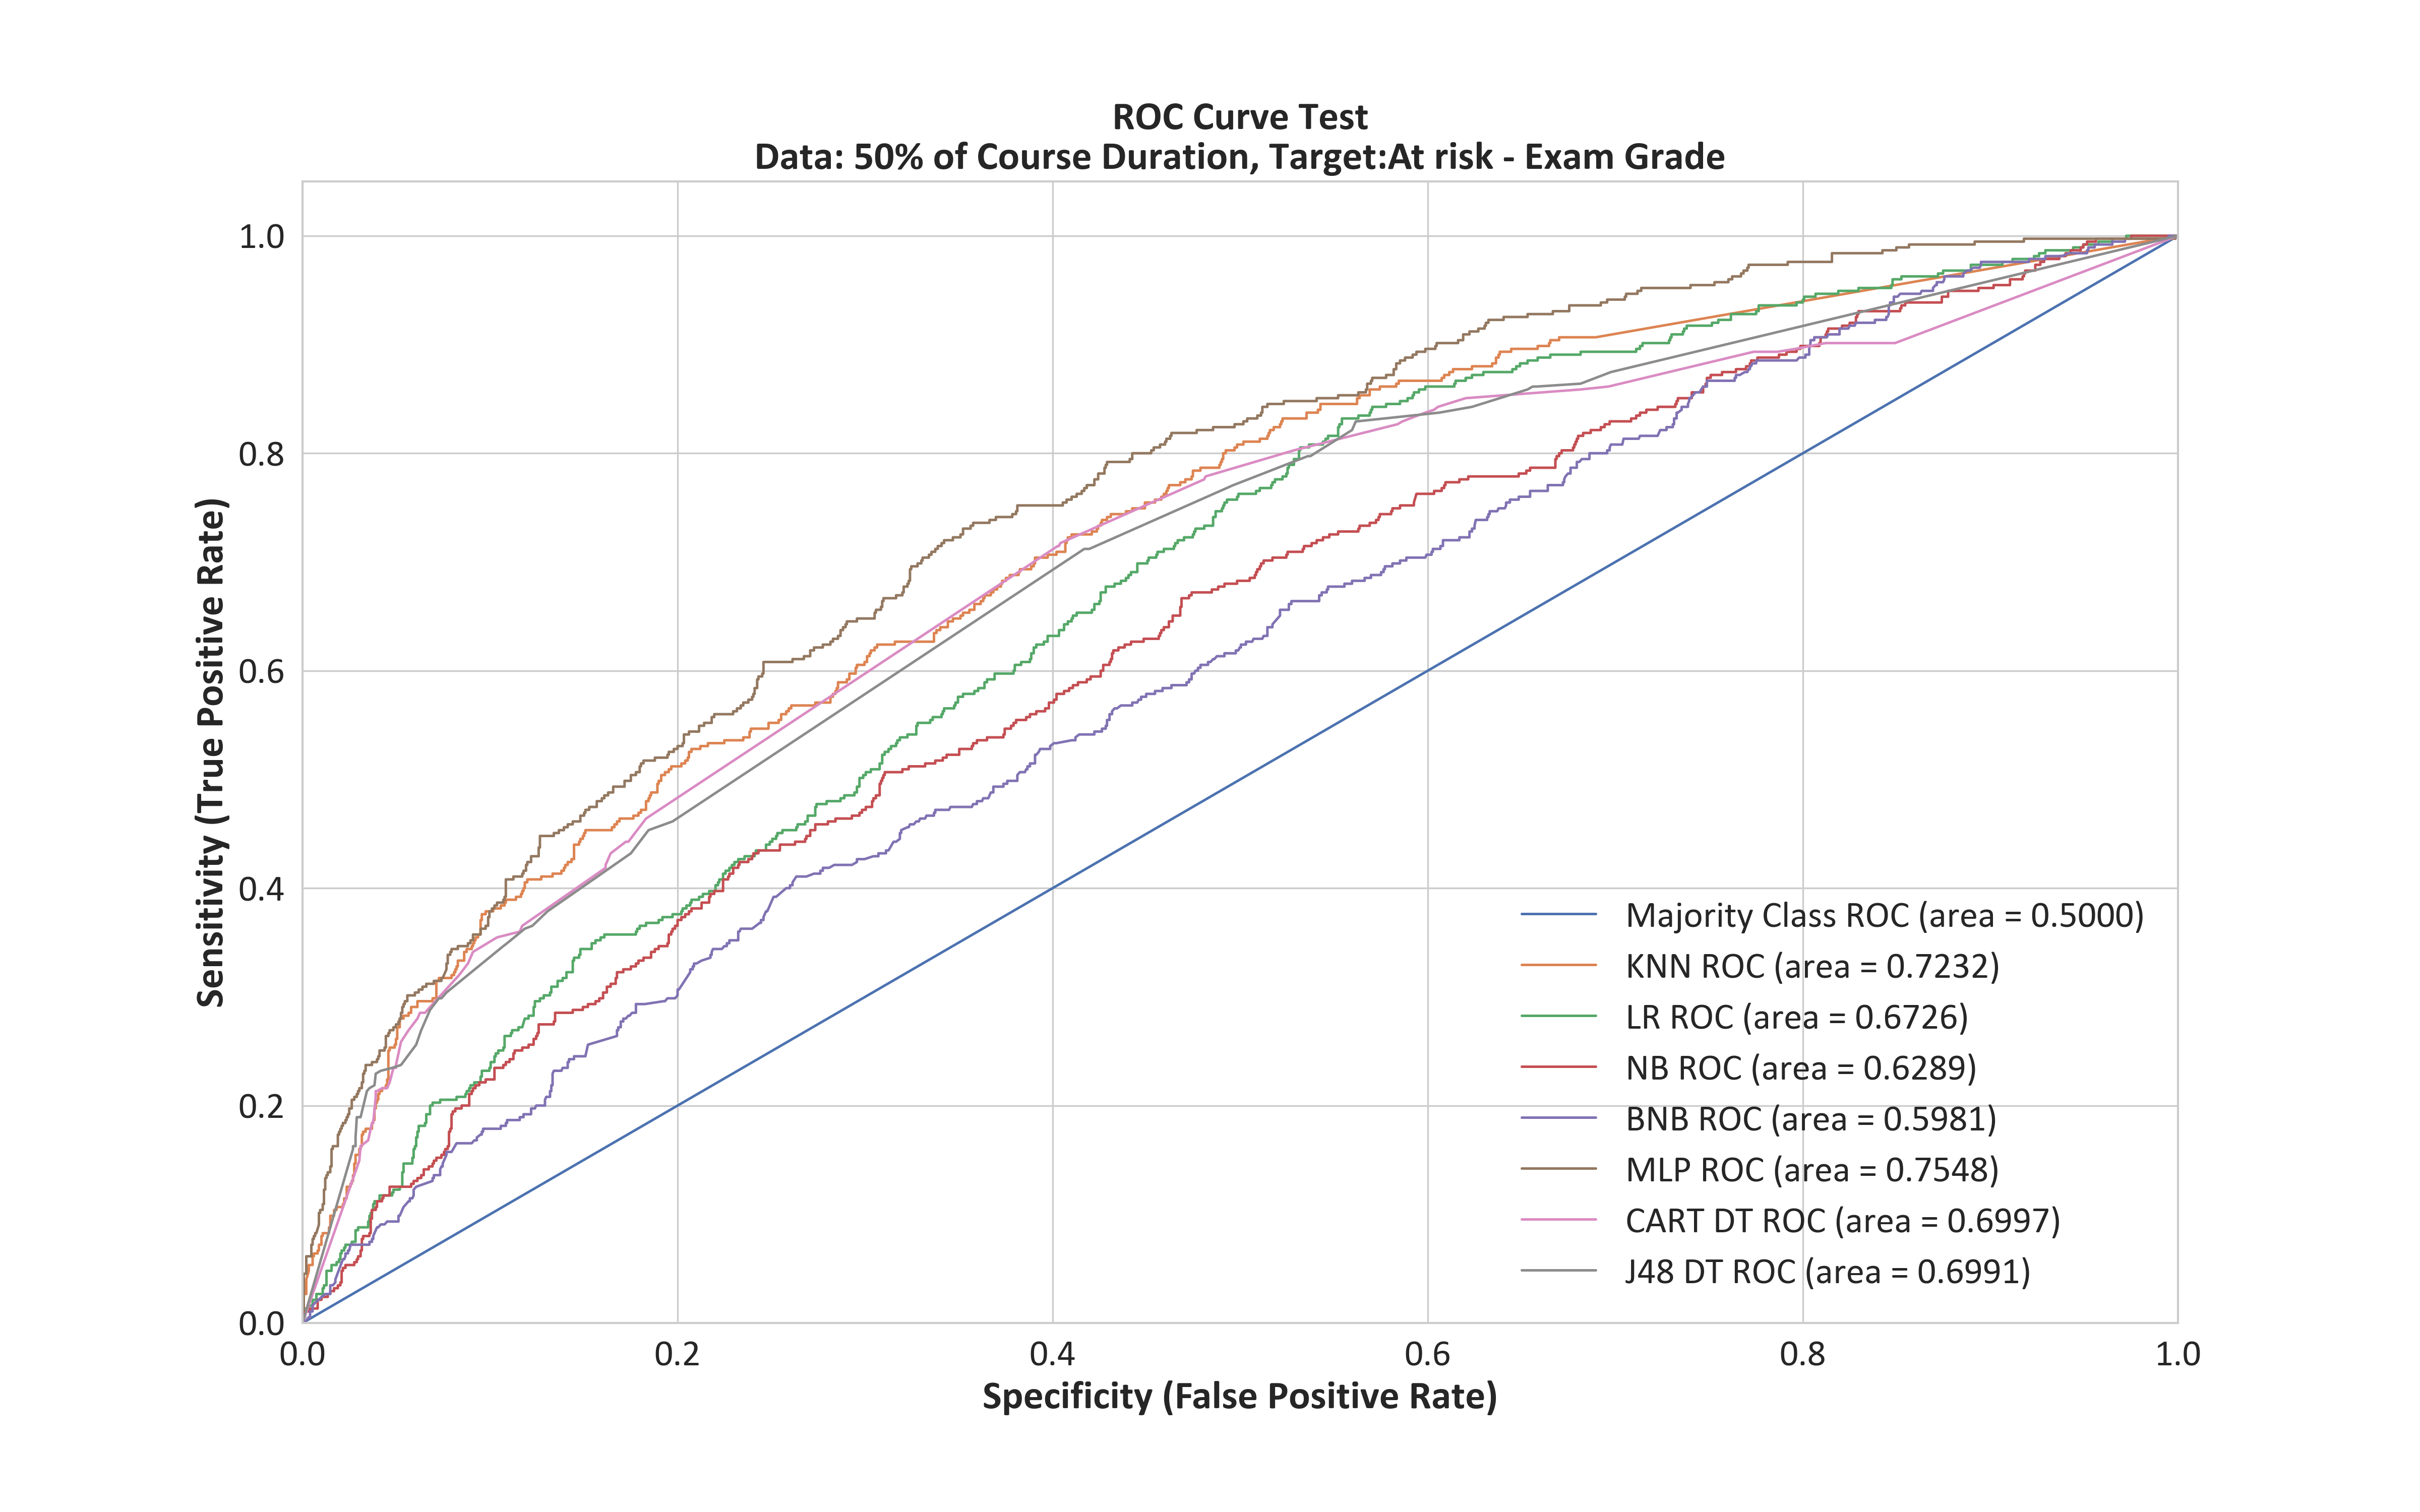 ROC Curve Test
Data: 50% of Course Duration, Target:At risk - Exam Grade
Sensitivity (True Positive Rate)
1.0
0.8
0.6
0.4
0.2
0.0
Majority Class ROC (area = 0.5000)
KNN ROC (area = 0.7232)
LR ROC (area = 0.6726)
NB ROC (area = 0.6289)
BNB ROC (area = 0.5981)
MLP ROC (area = 0.7548)
CART DT ROC (area = 0.6997)
J48 DT ROC (area = 0.6991)
0.0 0.2 0.4 0.6 0.8 1.0
Specificity (False Positive Rate)